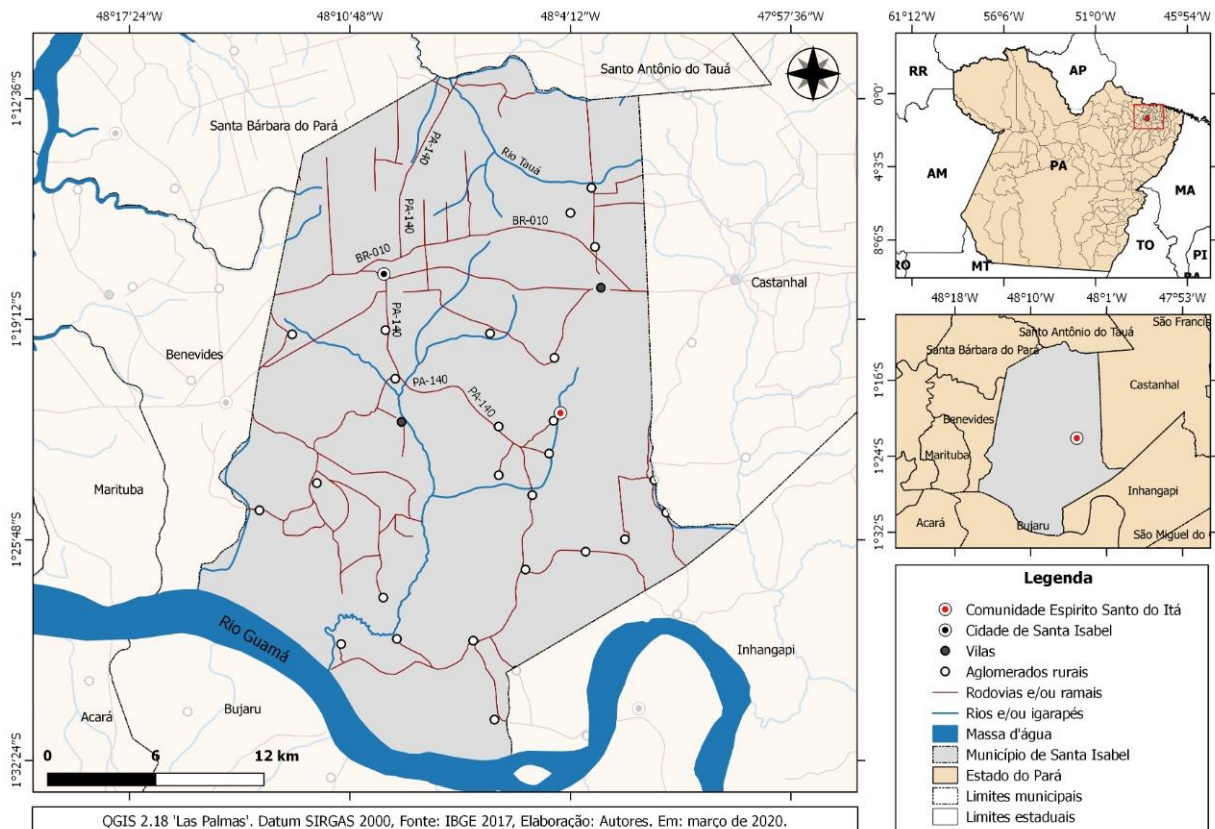 48°17'24"W 48°10'48"W 48°4'12"W 47°57'36"W
1°12'36"S
1°19'12"S
1°25'48"S
1°32'24"S
Santo Antônio do Tauá
Santa Bárbara do Pará
PA-140
Rio Tauá
PA-140
BR-010
BR-010
Castanhal
PA-140
Benevides
PA-140
PA-140
Marituba
Rio Guamá
Inhangapi
Acará
Bujaru
0 6 12 km
QGIS 2.18 'Las Palmas'. Datum SIRGAS 2000, Fonte: IBGE 2017, Elaboração: Autores. Em: março de 2020.
61°12'W 56°6'W 51°0'W 45°54'W
0°0'
4°3'S
8°6'S
RR
AP
AM
PA
MA
TO
PI
RO
MT
48°18'W 48°10'W 48°1'W 47°53'W
1°16'S
1°24'S
1°32'S
Santo Antônio do Tauá
São Francis
Santa Bárbara do Pará
Castanhal
Benevides
Marituba
Inhangapi
Acará
Bujaru
São Miguel do
Legenda
Comunidade Espirito Santo do Itá
Cidade de Santa Isabel
Vilas
Aglomerados rurais
Rodovias e/ou ramais
Rios e/ou igarapés
Massa d'água
Município de Santa Isabel
Estado do Pará
Limites municipais
Limites estaduais